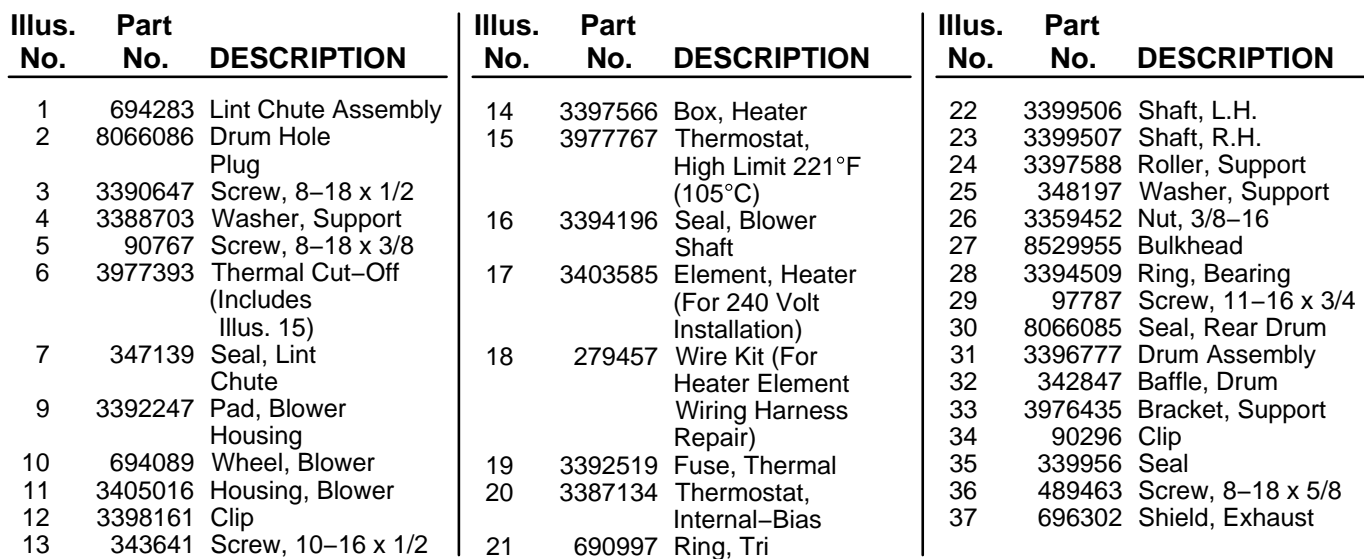 Illus. Part
No. No. DESCRIPTION
1 694283 Lint Chute Assembly
2 8066086 Drum Hole
Plug
3 3390647 Screw, 8−18 x 1/2
4 3388703 Washer, Support
5 90767 Screw, 8−18 x 3/8
6 3977393 Thermal Cut−Off
(Includes
Illus. 15)
7 347139 Seal, Lint
Chute
9 3392247 Pad, Blower
Housing
10 694089 Wheel, Blower
11 3405016 Housing, Blower
12 3398161 Clip
13 343641 Screw, 10−16 x 1/2
Illus. Part
No. No. DESCRIPTION
14 3397566 Box, Heater
15 3977767 Thermostat,
High Limit 221°F
(105°C)
16 3394196 Seal, Blower
Shaft
17 3403585 Element, Heater
(For 240 Volt
Installation)
18 279457 Wire Kit (For
Heater Element
Wiring Harness
Repair)
19 3392519 Fuse, Thermal
20 3387134 Thermostat,
Internal−Bias
21 690997 Ring, Tri
Illus. Part
No. No. DESCRIPTION
22 3399506 Shaft, L.H.
23 3399507 Shaft, R.H.
24 3397588 Roller, Support
25 348197 Washer, Support
26 3359452 Nut, 3/8−16
27 8529955 Bulkhead
28 3394509 Ring, Bearing
29 97787 Screw, 11−16 x 3/4
30 8066085 Seal, Rear Drum
31 3396777 Drum Assembly
32 342847 Baffle, Drum
33 3976435 Bracket, Support
34 90296 Clip
35 339956 Seal
36 489463 Screw, 8−18 x 5/8
37 696302 Shield, Exhaust